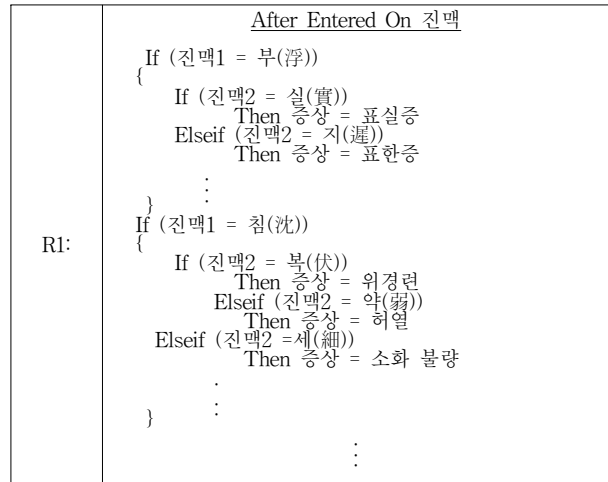 After Entered On 진맥
If (진맥1 = 부(浮))
{
If (진맥2 = 실(實))
Then 증상 = 표실증
Elseif (진맥2 = 지(遲))
Then 증상 = 표한증
:
}
If (진맥1 = 침(沈))
R1:
{
If (진맥2 = 복(伏))
Then 증상 = 위경련
Elseif (진맥2 = 약(弱))
Then 증상 = 허열
Elseif (진맥2 =세(細))
Then 증상 = 소화 불량
.
:
}
: